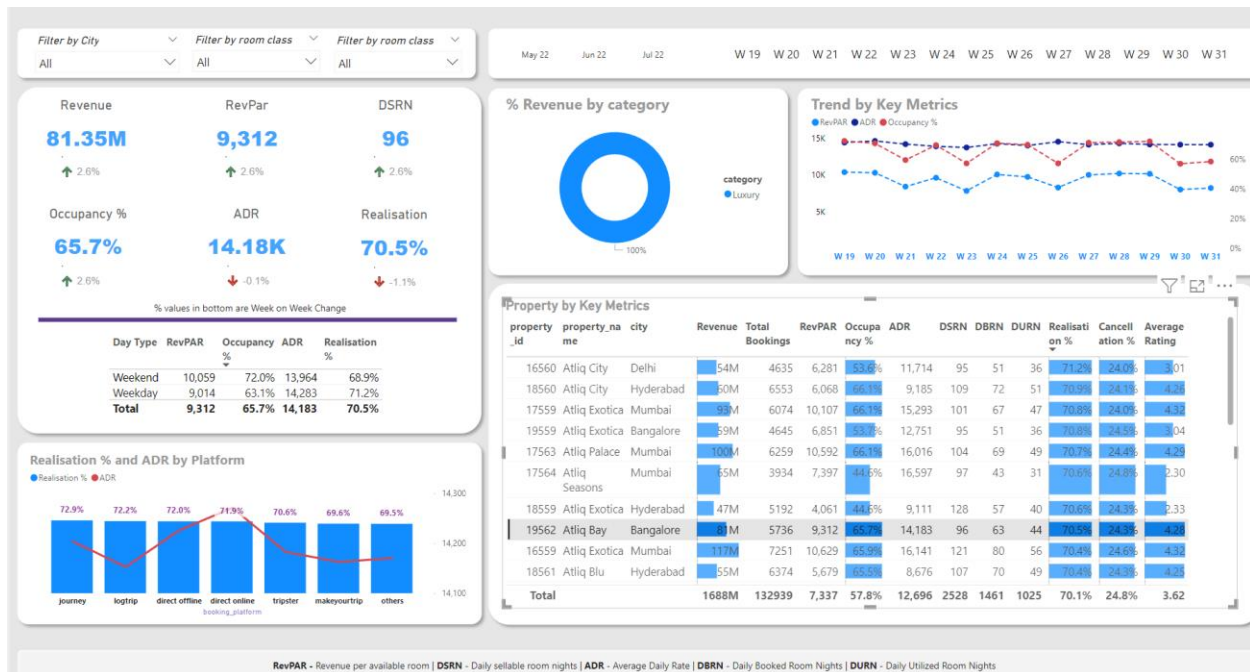 Filter by City
All
Filter by room class
All
Filter by room class
All
May 22 Jun 22 Jul 22 W 19 W 20 W 21 W 22 W 23 W 24 W 25 W 26 W 27 W 28 W 29 W 30 W 31
Revenue RevPar DSRN
81.35M 9,312 96
2.6% 2.6% 2.6%
Occupancy % ADR Realisation
65.7% 14.18K 70.5%
2.6% -0.1% -1.1%
% values in bottom are Week on Week Change
Day Type RevPAR Occupancy % ADR Realisation %
Weekend 10,059 72.0% 13,964 68.9%
Weekday 9,014 63.1% 14,283 71.2%
Total 9,312 65.7% 14,183 70.5%
% Revenue by category
category
Luxury
100%
Trend by Key Metrics
RevPAR ADR Occupancy %
15K
10K
5K
60%
40%
20%
0%
W 19 W 20 W 21 W 22 W 23 W 24 W 25 W 26 W 27 W 28 W 29 W 30 W 31
Realisation % and ADR by Platform
Realisation % ADR
14,300
14,200
14,100
72.9% 72.2% 72.0% 71.9% 70.6% 69.6% 69.5%
journey logtrip direct offline direct online tripster makeyourtrip others
booking_platform
Property by Key Metrics
property_id property_name city Revenue Total Bookings RevPAR Occupancy % ADR DSRN DBRN DURN Realisation % Cancellation % Average Rating
16560 Atliq City Delhi 54M 4635 6,281 53.6% 11,714 95 51 36 71.2% 24.0% 3.01
18560 Atliq City Hyderabad 60M 6553 6,068 66.1% 9,185 109 72 51 70.9% 24.1% 4.26
17559 Atliq Exotica Mumbai 93M 6074 10,107 66.1% 15,293 101 67 47 70.8% 24.0% 4.32
19559 Atliq Exotica Bangalore 59M 4645 6,851 53.7% 12,751 95 51 36 70.8% 24.5% 3.04
17563 Atliq Palace Mumbai 100M 6259 10,592 66.1% 16,016 104 69 49 70.7% 24.4% 4.29
17564 Atliq Seasons Mumbai 65M 3934 7,397 44.6% 16,597 97 43 31 70.6% 24.8% 2.30
18559 Atliq Exotica Hyderabad 47M 5192 4,061 44.6% 9,111 128 57 40 70.6% 24.3% 2.33
19562 Atliq Bay Bangalore 81M 5736 9,312 65.7% 14,183 96 63 44 70.5% 24.3% 4.28
16559 Atliq Exotica Mumbai 117M 7251 10,629 65.9% 16,141 121 80 56 70.4% 24.6% 4.32
18561 Atliq Blu Hyderabad 55M 6374 5,679 65.5% 8,676 107 70 49 70.4% 24.3% 4.25
Total 1688M 132939 7,337 57.8% 12,696 2528 1461 1025 70.1% 24.8% 3.62
RevPAR - Revenue per available room | DSRN - Daily sellable room nights | ADR - Average Daily Rate | DBRN - Daily Booked Room Nights | DURN - Daily Utilized Room Nights